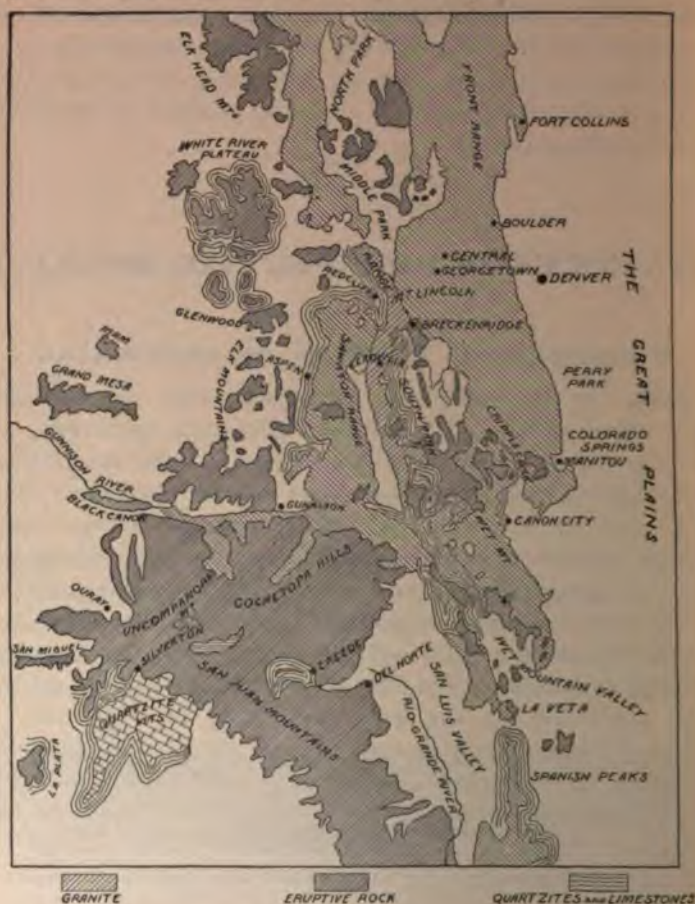 ELK HEAD MTS
NORTH PARK
FRONT RANGE
FORT COLLINS
WHITE RIVER
PLATEAU
MIDDLE PARK
BOULDER
CENTRAL
GEORGETOWN
DENVER
THE GREAT PLAINS
RANGE
REDCLIFF
MT LINCOLN
BRECKENRIDGE
GLENWOOD
ELK MOUNTAINS
ASPEN
SAWATCH RANGE
SOUTH PARK
PERRY
PARK
CRIPPLE CREEK
COLORADO
SPRINGS
MANITOU
GRAND MESA
GUNNISON
RIVER
BLACK CANON
GUNNISON
CANON CITY
WET MT
COCHETOPA HILLS
UNCOMPAHGRE
OURAY
SAN MIGUEL
SILVERTON
CREEDE
DEL NORTE
SAN JUAN MOUNTAINS
SAN LUIS VALLEY
RIO GRANDE RIVER
WET MOUNTAIN VALLEY
LA VETA
QUARTZITE
MTS
LA PLATA
SPANISH PEAKS
GRANITE
ERUPTIVE ROCK
QUARTZITES and LIMESTONES